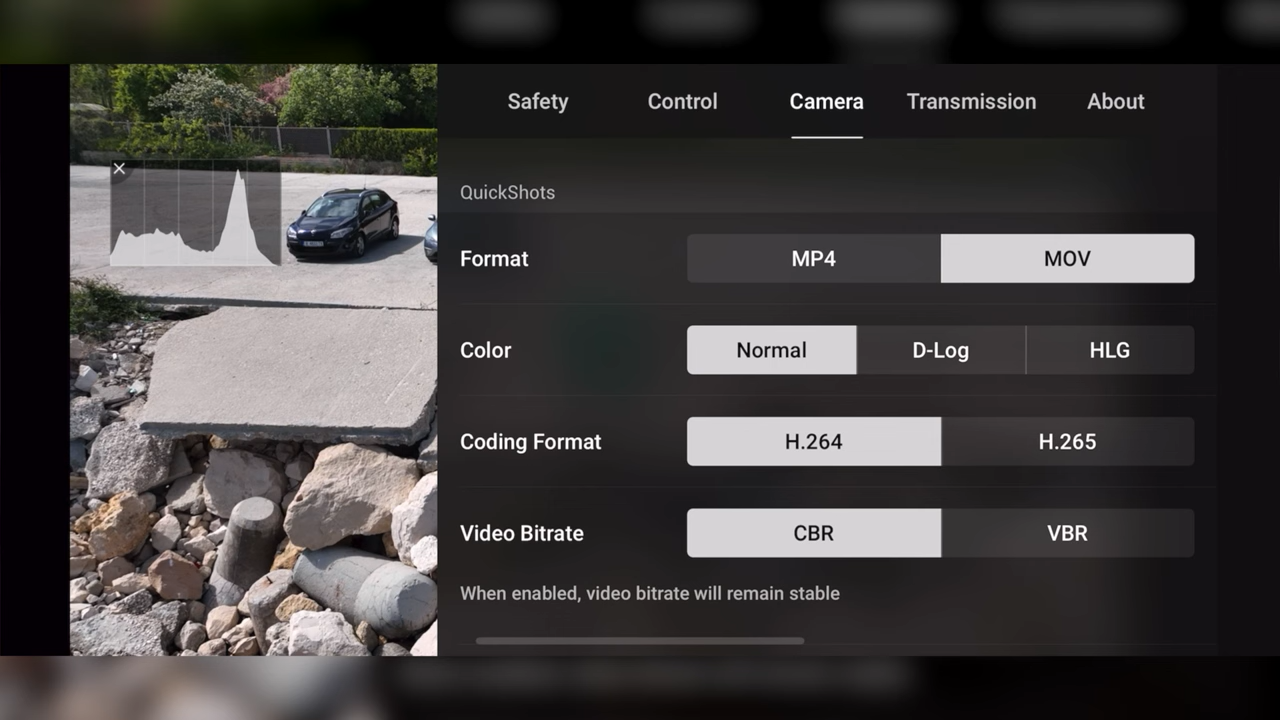 Safety Control Camera Transmission About
QuickShots
Format MP4 MOV
Color Normal D-Log HLG
Coding Format H.264 H.265
Video Bitrate CBR VBR
When enabled, video bitrate will remain stable